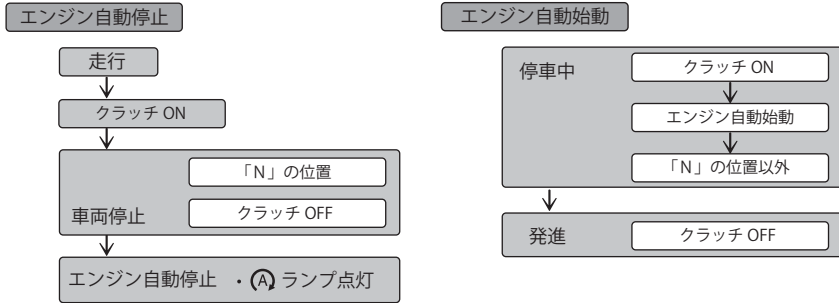 エンジン自動停止
走行
クラッチ ON
「N」の位置
車両停止
クラッチ OFF
エンジン自動停止 ・(A) ランプ点灯
エンジン自動始動
停車中
クラッチ ON
エンジン自動始動
「N」の位置以外
発進
クラッチ OFF